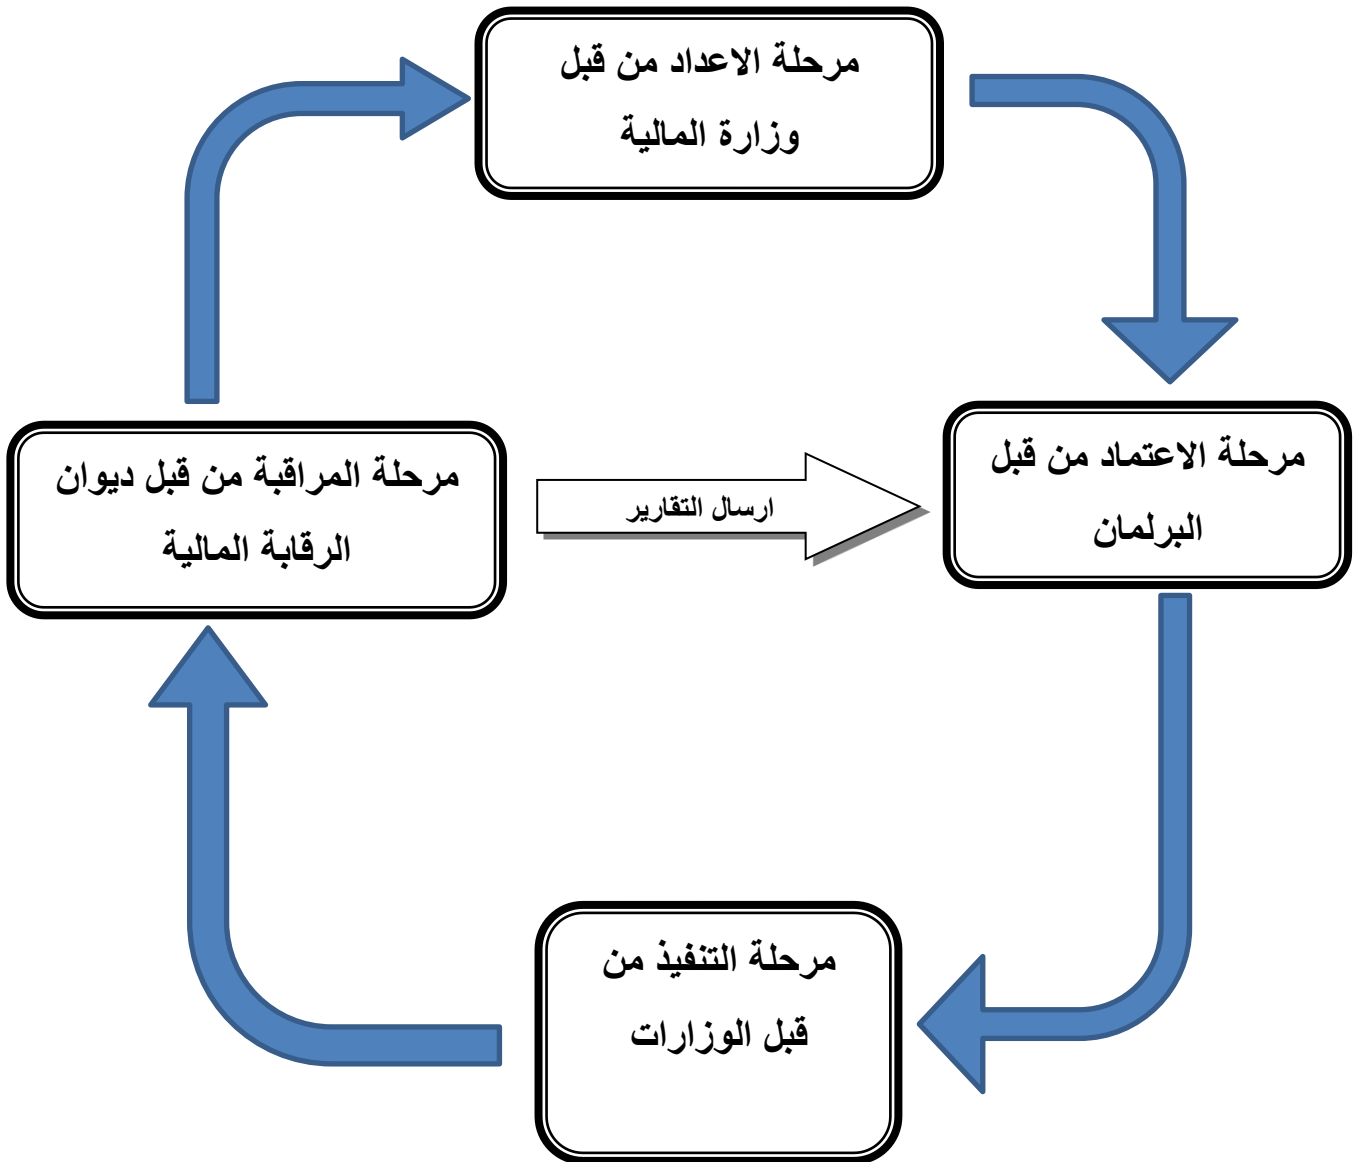 مرحلة الاعداد من قبل
وزارة المالية
مرحلة الاعتماد من قبل
البرلمان
مرحلة المراقبة من قبل ديوان
الرقابة المالية
ارسال التقارير
مرحلة التنفيذ من
قبل الوزارات